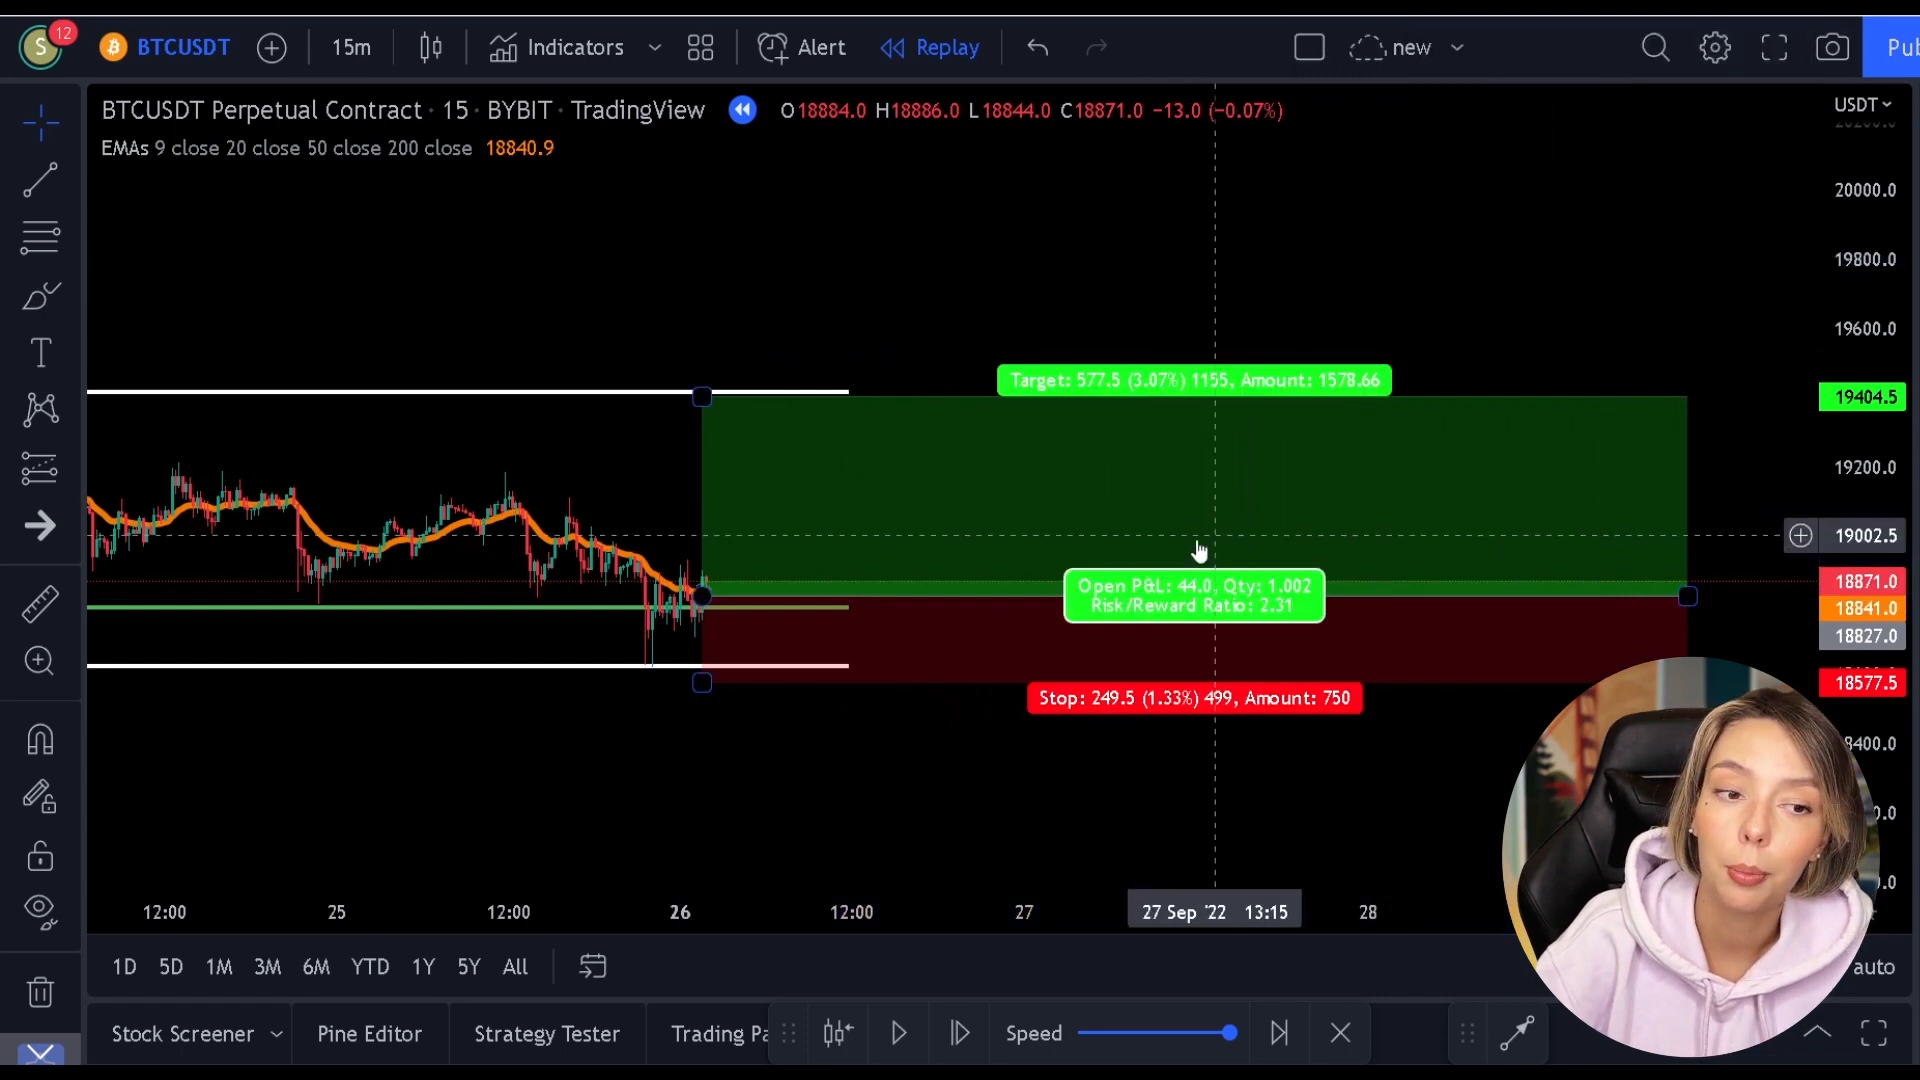 S 12 BTCUSDT 15m Indicators Alert Replay new Pub
BTCUSDT Perpetual Contract · 15 · BYBIT · TradingView O18884.0 H18886.0 L18844.0 C18871.0 −13.0 (−0.07%)
EMAs 9 close 20 close 50 close 200 close 18840.9
USDT
20000.0
19800.0
19600.0
Target: 577.5 (3.07%) 1155, Amount: 1578.66
19404.5
19200.0
19002.5
Open P&L: 44.0, Qty: 1.002
Risk/Reward Ratio: 2.31
18871.0
18841.0
18827.0
Stop: 249.5 (1.33%) 499, Amount: 750
18577.5
12:00 25 12:00 26 12:00 27 27 Sep '22 13:15 28
1D 5D 1M 3M 6M YTD 1Y 5Y All auto
Stock Screener Pine Editor Strategy Tester Trading Pa Speed